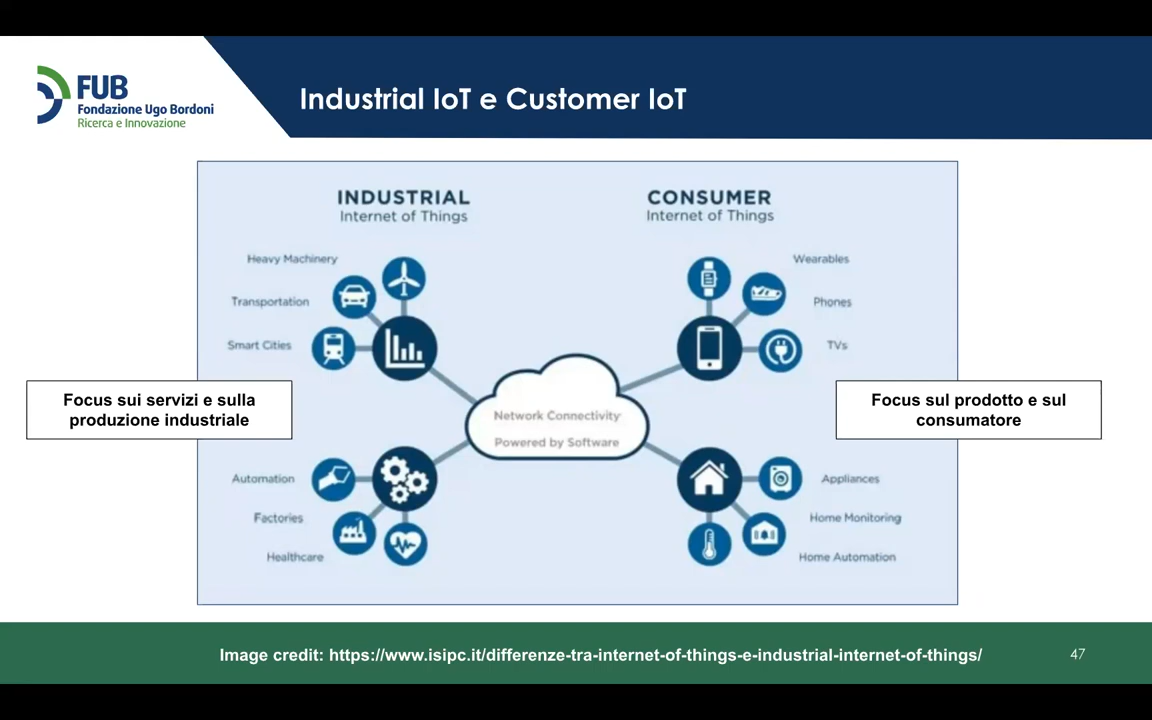 FUB
Fondazione Ugo Bordoni
Ricerca e Innovazione
Industrial IoT e Customer IoT
INDUSTRIAL
Internet of Things
Heavy Machinery
Transportation
Smart Cities
Focus sui servizi e sulla
produzione industriale
Automation
Factories
Healthcare
Network Connectivity
Powered by Software
CONSUMER
Internet of Things
Wearables
Phones
TVs
Focus sul prodotto e sul
consumatore
Appliances
Home Monitoring
Home Automation
Image credit: https://www.isipc.it/differenze-tra-internet-of-things-e-industrial-internet-of-things/
47